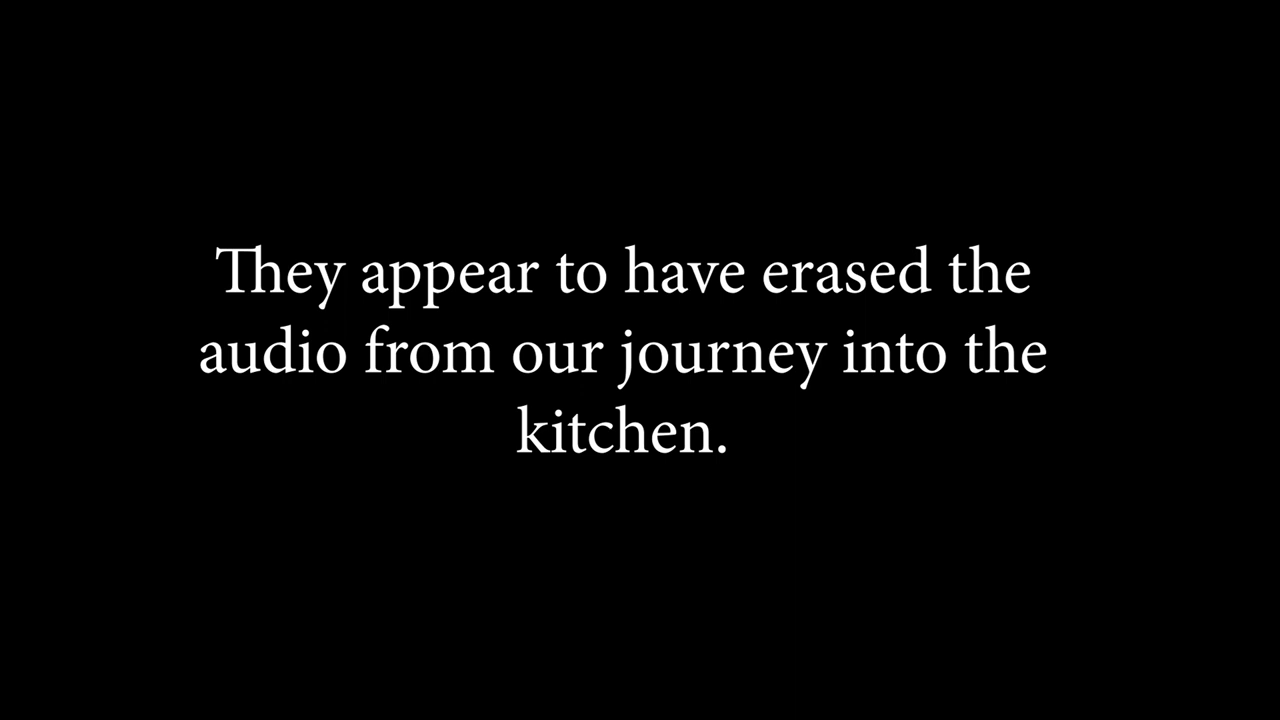 They appear to have erased the
audio from our journey into the
kitchen.